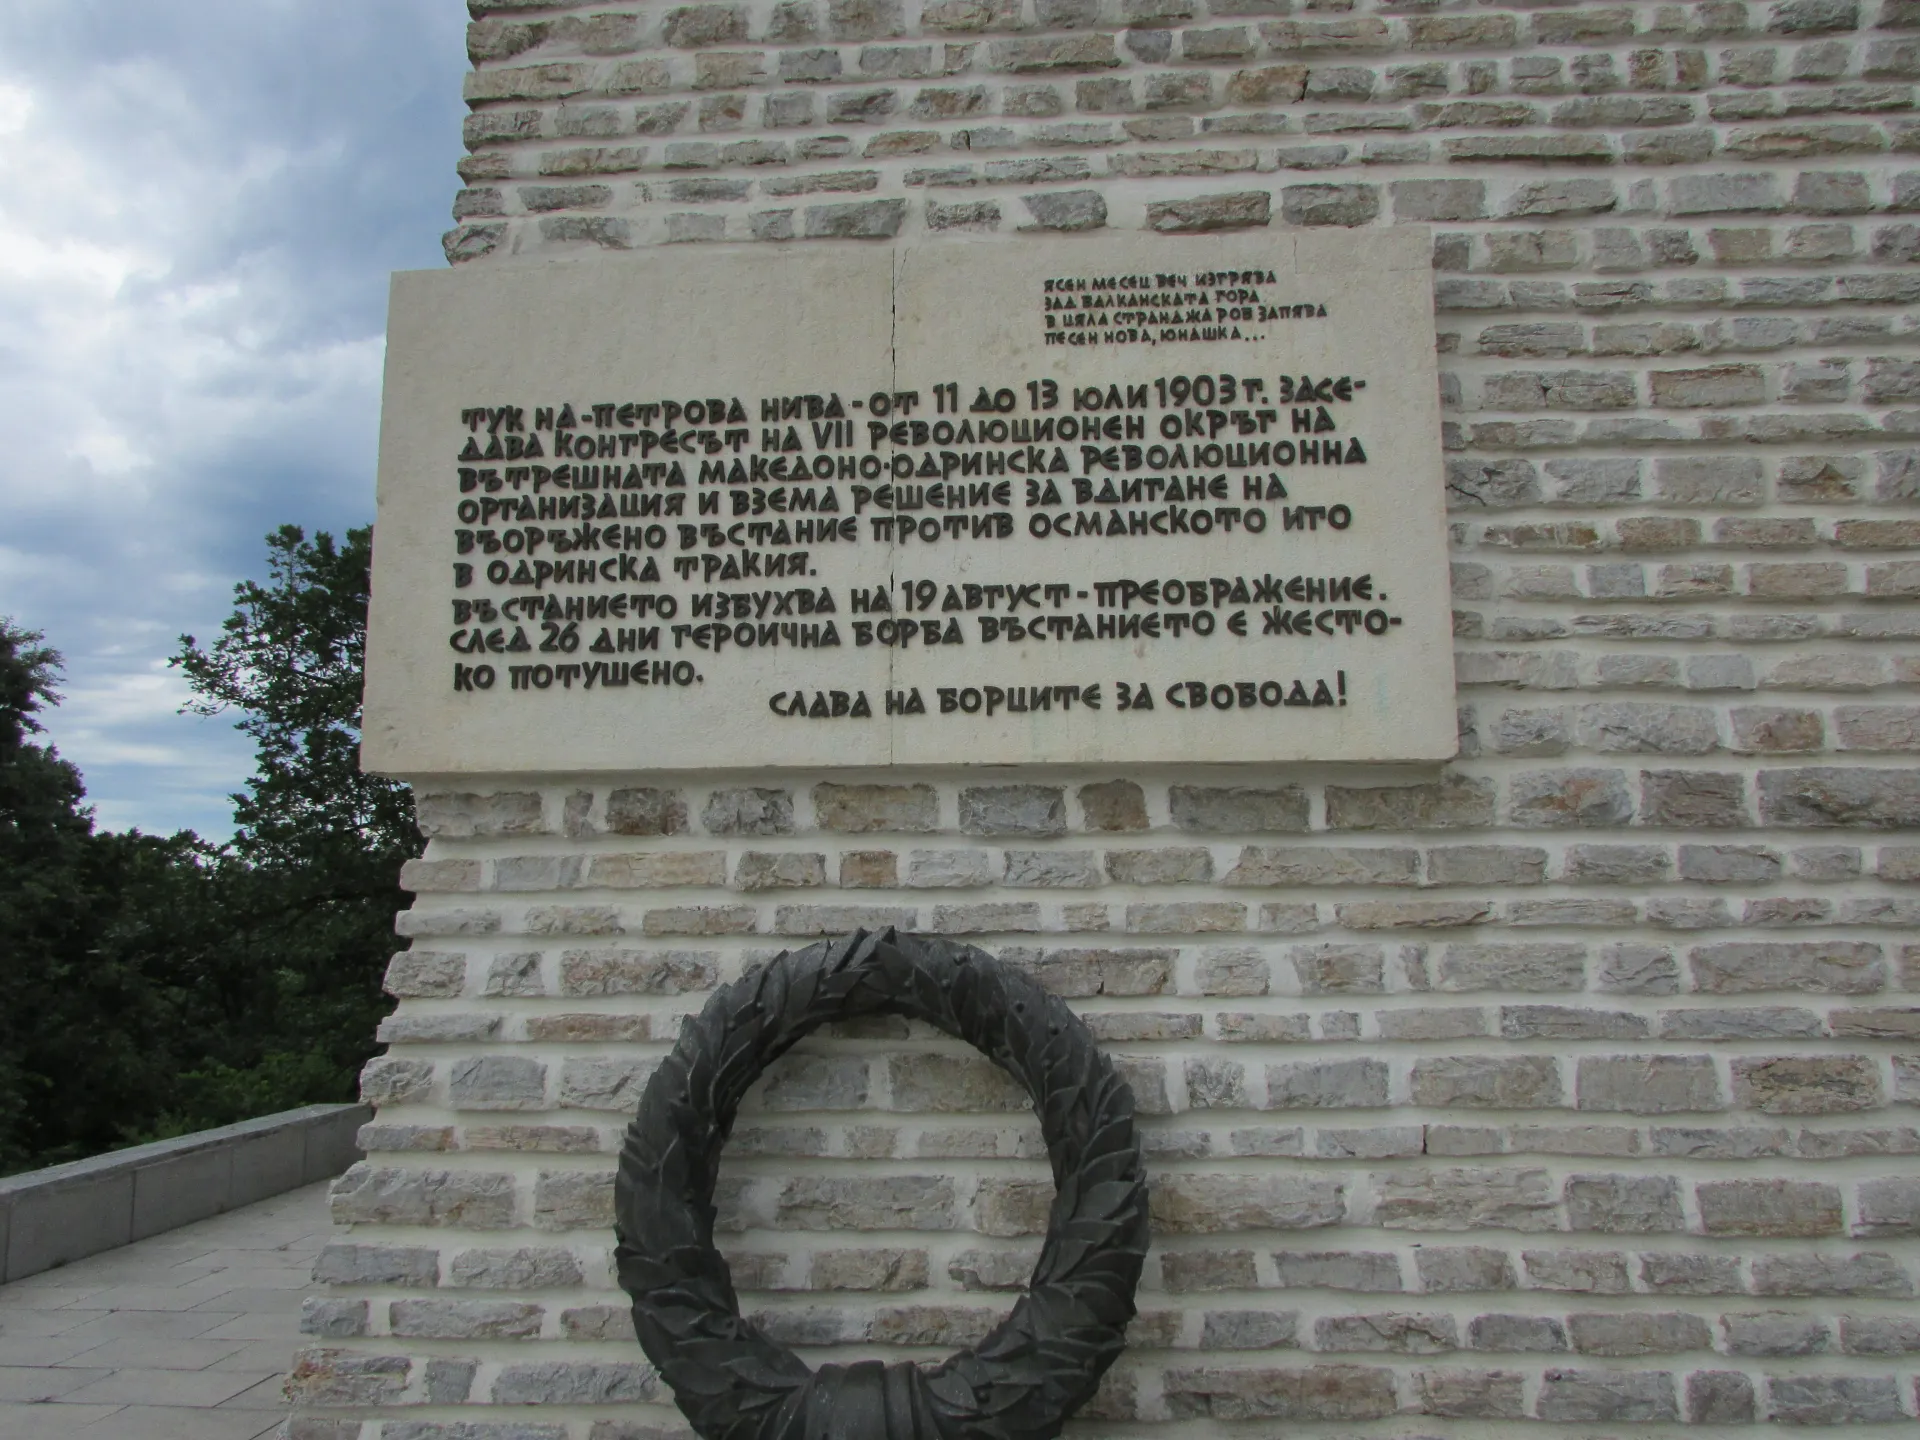 ЯСЕН МЕСЕЦ ВЕЧ ИЗГРЯВА
ЗАД БАЛКАНСКАТА ГОРА
В ЦЯЛА СТРАНДЖА РОБ ЗАПЯВА
ПЕСЕН НОВА, ЮНАШКА...
ТУК НА-ПЕТРОВА НИВА-ОТ 11 ДО 13 ЮЛИ 1903 Г. ЗАСЕ-
ДАВА КОНГРЕСЪТ НА VII РЕВОЛЮЦИОНЕН ОКРЪГ НА
ВЪТРЕШНАТА МАКЕДОНО-ОДРИНСКА РЕВОЛЮЦИОННА
ОРГАНИЗАЦИЯ И ВЗЕМА РЕШЕНИЕ ЗА ВДИГАНЕ НА
ВЪОРЪЖЕНО ВЪСТАНИЕ ПРОТИВ ОСМАНСКОТО ИГО
В ОДРИНСКА ТРАКИЯ.
ВЪСТАНИЕТО ИЗБУХВА НА 19 АВГУСТ-ПРЕОБРАЖЕНИЕ.
СЛЕД 26 ДНИ ГЕРОИЧНА БОРБА ВЪСТАНИЕТО Е ЖЕСТО-
КО ПОТУШЕНО.
СЛАВА НА БОРЦИТЕ ЗА СВОБОДА!